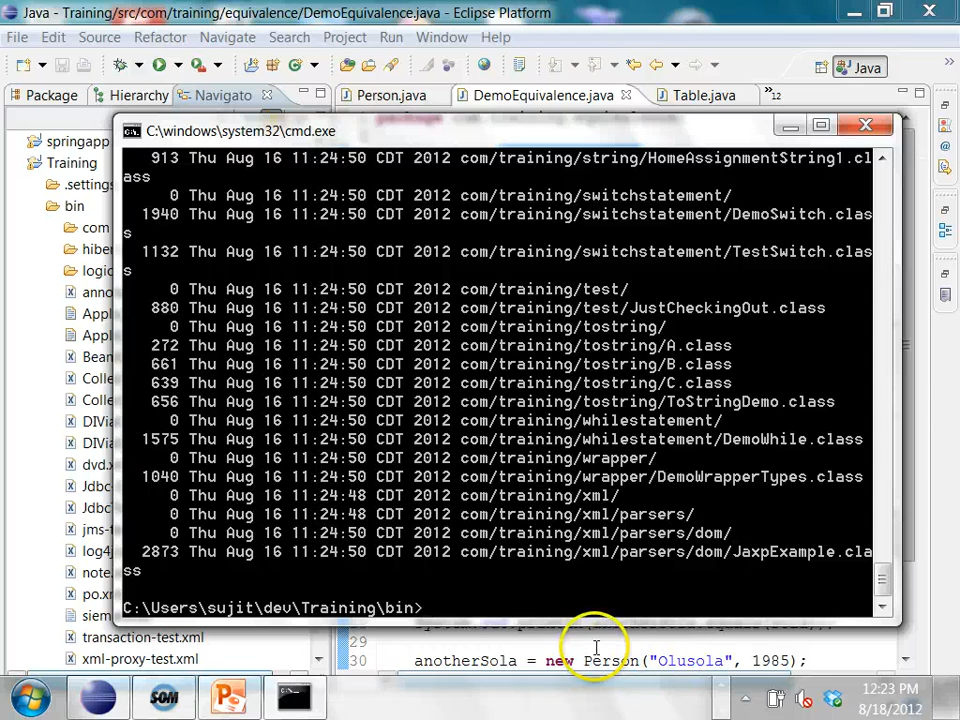 Java - Training/src/com/training/equivalence/DemoEquivalence.java - Eclipse Platform
File Edit Source Refactor Navigate Search Project Run Window Help
Java
Package Hierarchy Navigato Person.java DemoEquivalence.java Table.java »12
C:\windows\system32\cmd.exe
springapp
Training
.settings
bin
com
hiber
logic
anno
Appl
Appl
Bean
Colle
Colle
DIVia
DIVia
dvd.x
Jdbc
Jdbc
jms-t
log4j
note.
po.xm
siem
transaction-test.xml
xml-proxy-test.xml
913 Thu Aug 16 11:24:50 CDT 2012 com/training/string/HomeAssignmentString1.cl
ass
0 Thu Aug 16 11:24:50 CDT 2012 com/training/switchstatement/
1940 Thu Aug 16 11:24:50 CDT 2012 com/training/switchstatement/DemoSwitch.clas
s
1132 Thu Aug 16 11:24:50 CDT 2012 com/training/switchstatement/TestSwitch.clas
s
0 Thu Aug 16 11:24:50 CDT 2012 com/training/test/
880 Thu Aug 16 11:24:50 CDT 2012 com/training/test/JustCheckingOut.class
0 Thu Aug 16 11:24:50 CDT 2012 com/training/tostring/
272 Thu Aug 16 11:24:50 CDT 2012 com/training/tostring/A.class
661 Thu Aug 16 11:24:50 CDT 2012 com/training/tostring/B.class
639 Thu Aug 16 11:24:50 CDT 2012 com/training/tostring/C.class
656 Thu Aug 16 11:24:50 CDT 2012 com/training/tostring/ToStringDemo.class
0 Thu Aug 16 11:24:50 CDT 2012 com/training/whilestatement/
1575 Thu Aug 16 11:24:50 CDT 2012 com/training/whilestatement/DemoWhile.class
0 Thu Aug 16 11:24:50 CDT 2012 com/training/wrapper/
1040 Thu Aug 16 11:24:50 CDT 2012 com/training/wrapper/DemoWrapperTypes.class
0 Thu Aug 16 11:24:48 CDT 2012 com/training/xml/
0 Thu Aug 16 11:24:48 CDT 2012 com/training/xml/parsers/
0 Thu Aug 16 11:24:50 CDT 2012 com/training/xml/parsers/dom/
2873 Thu Aug 16 11:24:50 CDT 2012 com/training/xml/parsers/dom/JaxpExample.cla
ss
C:\Users\sujit\dev\Training\bin>
29
30 anotherSola = new Person("Olusola", 1985);
SOM
12:23 PM
8/18/2012